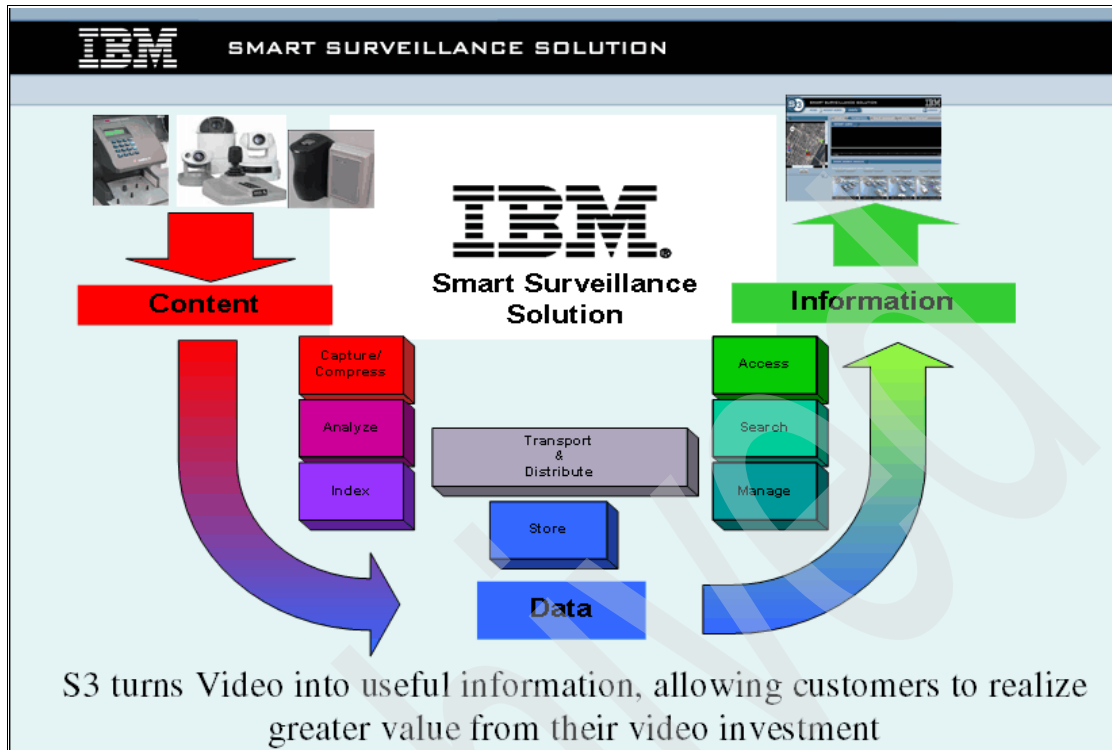 IBM SMART SURVEILLANCE SOLUTION
IBM
Smart Surveillance
Solution
Content
Information
Capture/
Compress
Analyze
Index
Transport
&
Distribute
Store
Access
Search
Manage
Data
S3 turns Video into useful information, allowing customers to realize
greater value from their video investment